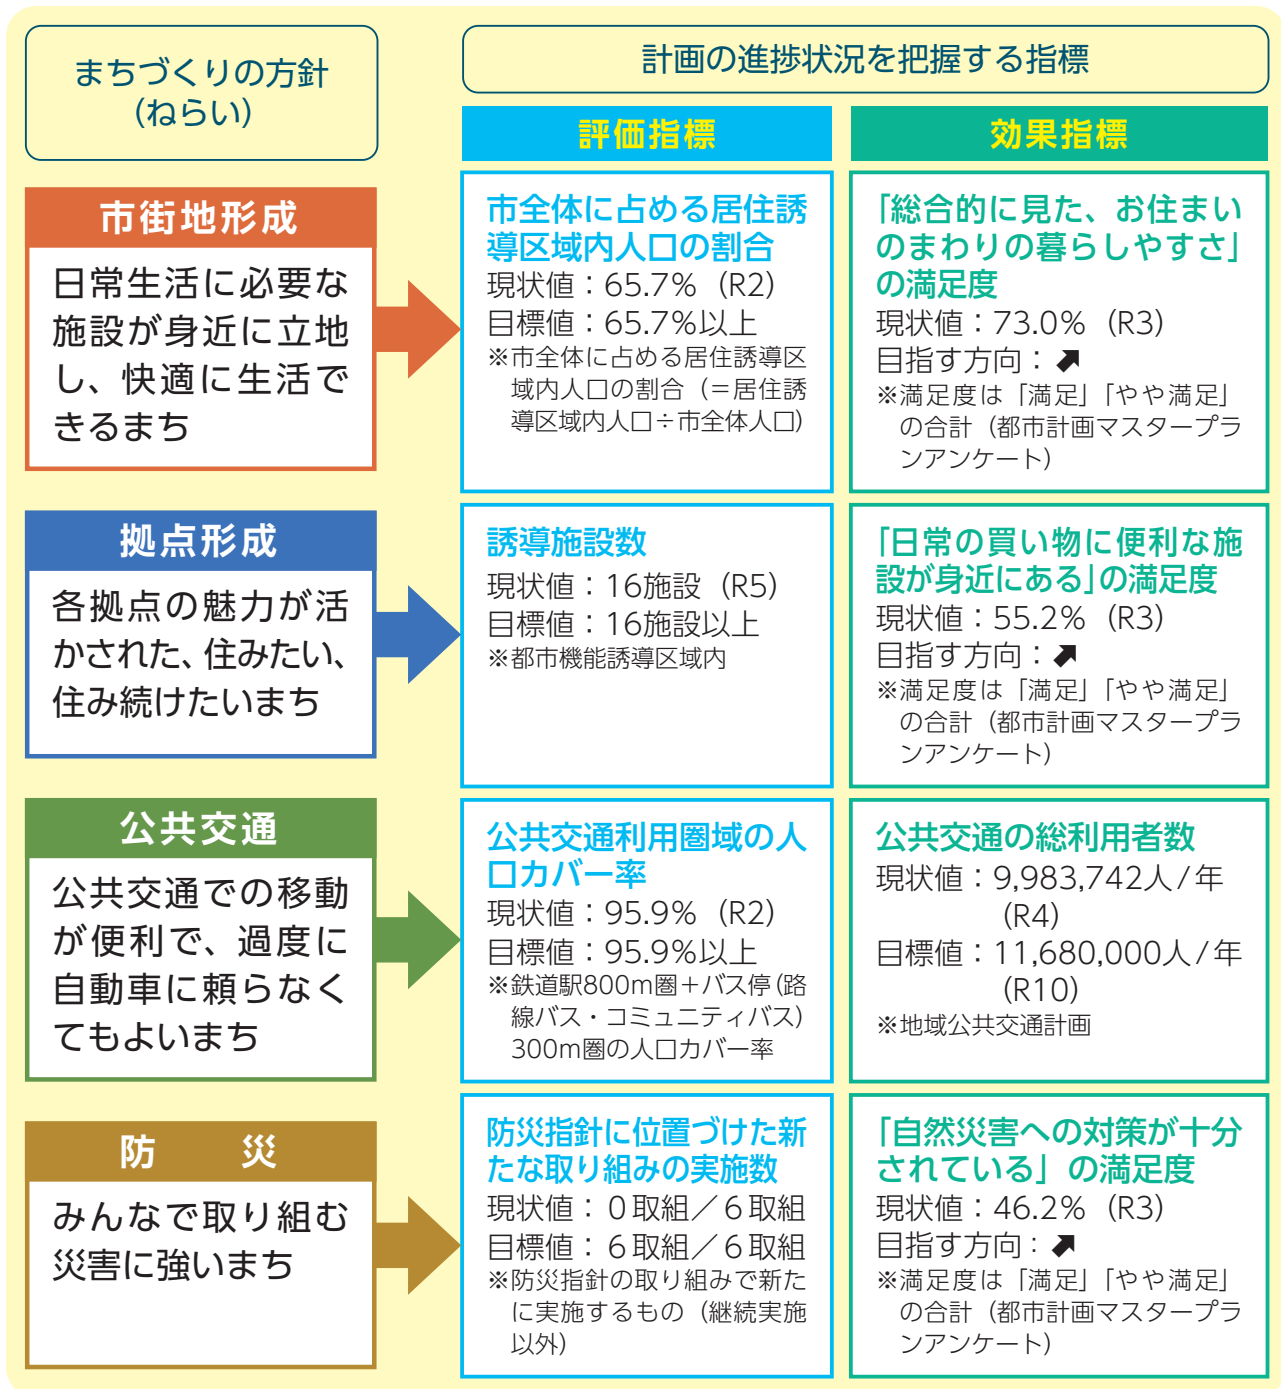 まちづくりの方針
（ねらい）
計画の進捗状況を把握する指標
評価指標
効果指標
市街地形成
日常生活に必要な
施設が身近に立地
し、快適に生活で
きるまち
市全体に占める居住誘
導区域内人口の割合
現状値：65.7%（R2）
目標値：65.7%以上
※市全体に占める居住誘導区
域内人口の割合（＝居住誘
導区域内人口÷市全体人口）
「総合的に見た、お住まい
のまわりの暮らしやすさ」
の満足度
現状値：73.0%（R3）
目指す方向：⬈
※満足度は「満足」「やや満足」
の合計（都市計画マスタープラ
ンアンケート）
拠点形成
各拠点の魅力が活
かされた、住みたい、
住み続けたいまち
誘導施設数
現状値：16施設（R5）
目標値：16施設以上
※都市機能誘導区域内
「日常の買い物に便利な施
設が身近にある」の満足度
現状値：55.2%（R3）
目指す方向：⬈
※満足度は「満足」「やや満足」
の合計（都市計画マスタープラ
ンアンケート）
公共交通
公共交通での移動
が便利で、過度に
自動車に頼らなく
てもよいまち
公共交通利用圏域の人
口カバー率
現状値：95.9%（R2）
目標値：95.9%以上
※鉄道駅800m圏＋バス停（路
線バス・コミュニティバス）
300m圏の人口カバー率
公共交通の総利用者数
現状値：9,983,742人/年
（R4）
目標値：11,680,000人/年
（R10）
※地域公共交通計画
防　災
みんなで取り組む
災害に強いまち
防災指針に位置づけた新
たな取り組みの実施数
現状値：０取組／６取組
目標値：６取組／６取組
※防災指針の取り組みで新た
に実施するもの（継続実施
以外）
「自然災害への対策が十分
されている」の満足度
現状値：46.2%（R3）
目指す方向：⬈
※満足度は「満足」「やや満足」
の合計（都市計画マスタープラ
ンアンケート）